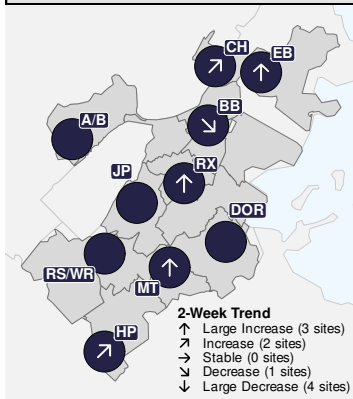 CH
EB
A/B
BB
JP
RX
DOR
RS/WR
MT
HP
2-Week Trend
↑ Large Increase (3 sites)
↗ Increase (2 sites)
→ Stable (0 sites)
↘ Decrease (1 sites)
↓ Large Decrease (4 sites)